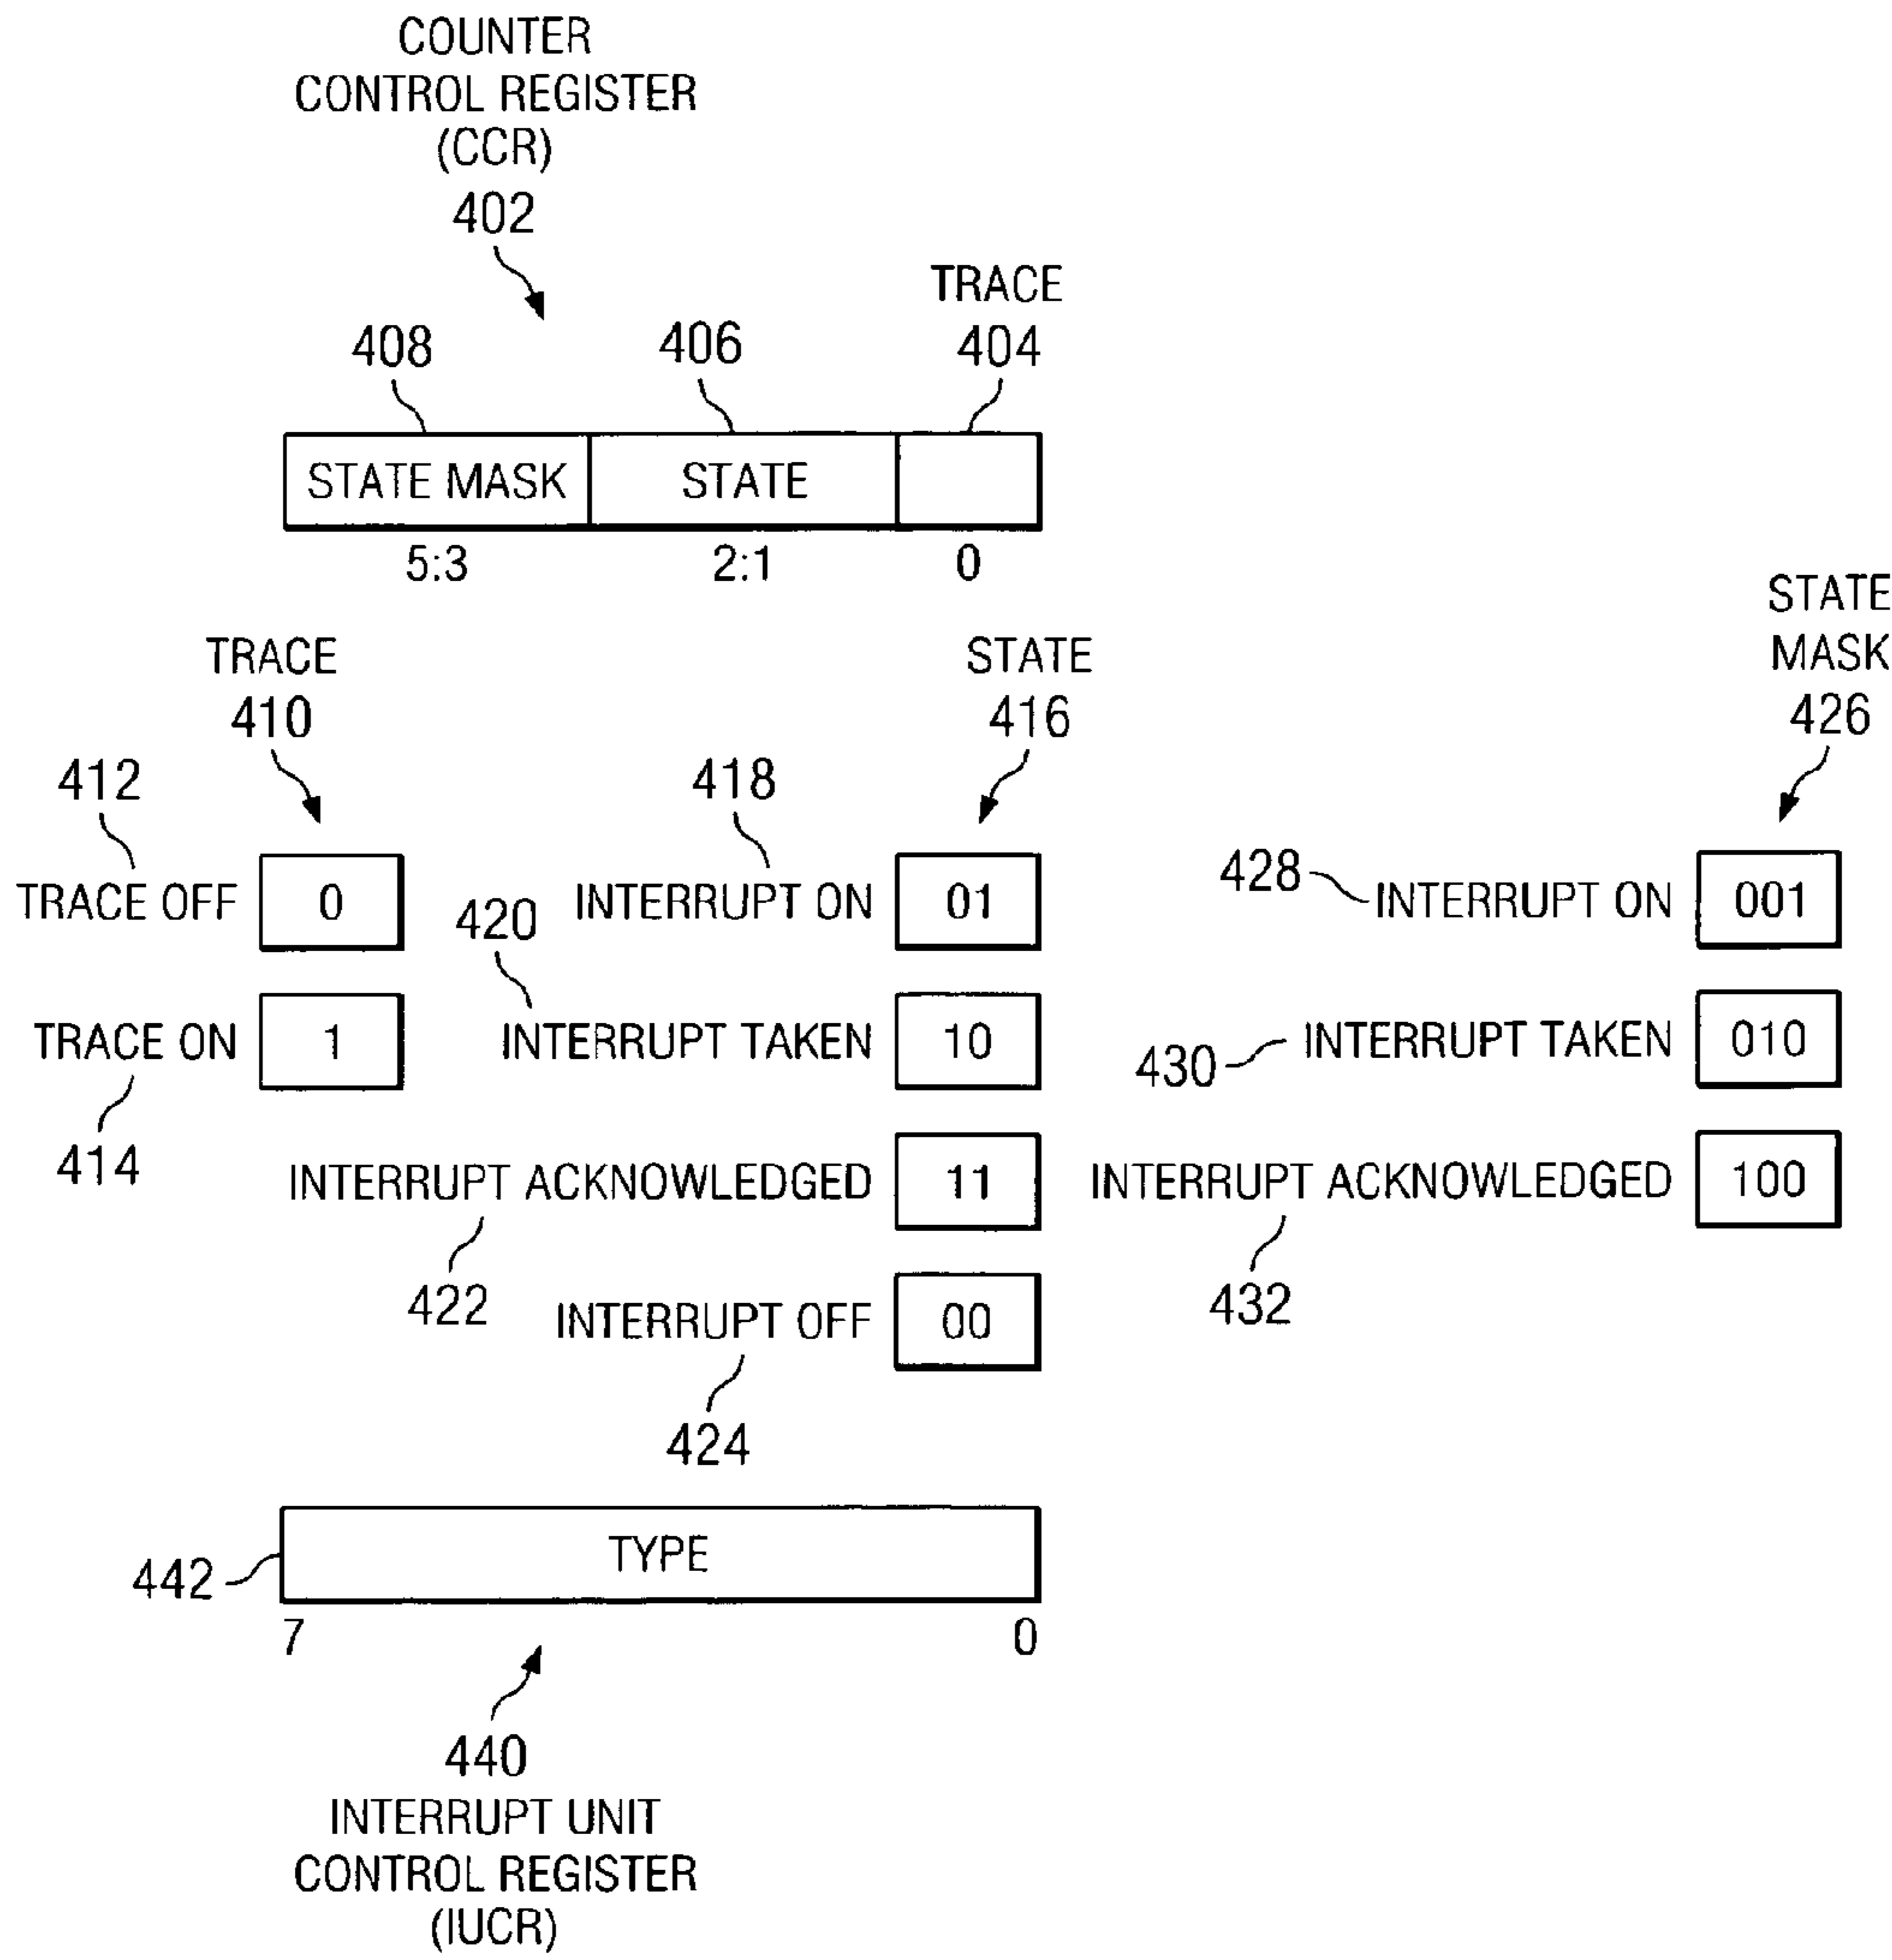 COUNTER
CONTROL REGISTER
(CCR)
402
TRACE
408 406 404
STATE MASK STATE
5:3 2:1 0
STATE
MASK
426
TRACE
410
STATE
416
412 418
TRACE OFF 0
INTERRUPT ON 01
428 INTERRUPT ON 001
420
TRACE ON 1
INTERRUPT TAKEN 10
430 INTERRUPT TAKEN 010
414
INTERRUPT ACKNOWLEDGED 11
INTERRUPT ACKNOWLEDGED 100
422
432
INTERRUPT OFF 00
424
442 TYPE
7 0
440
INTERRUPT UNIT
CONTROL REGISTER
(IUCR)